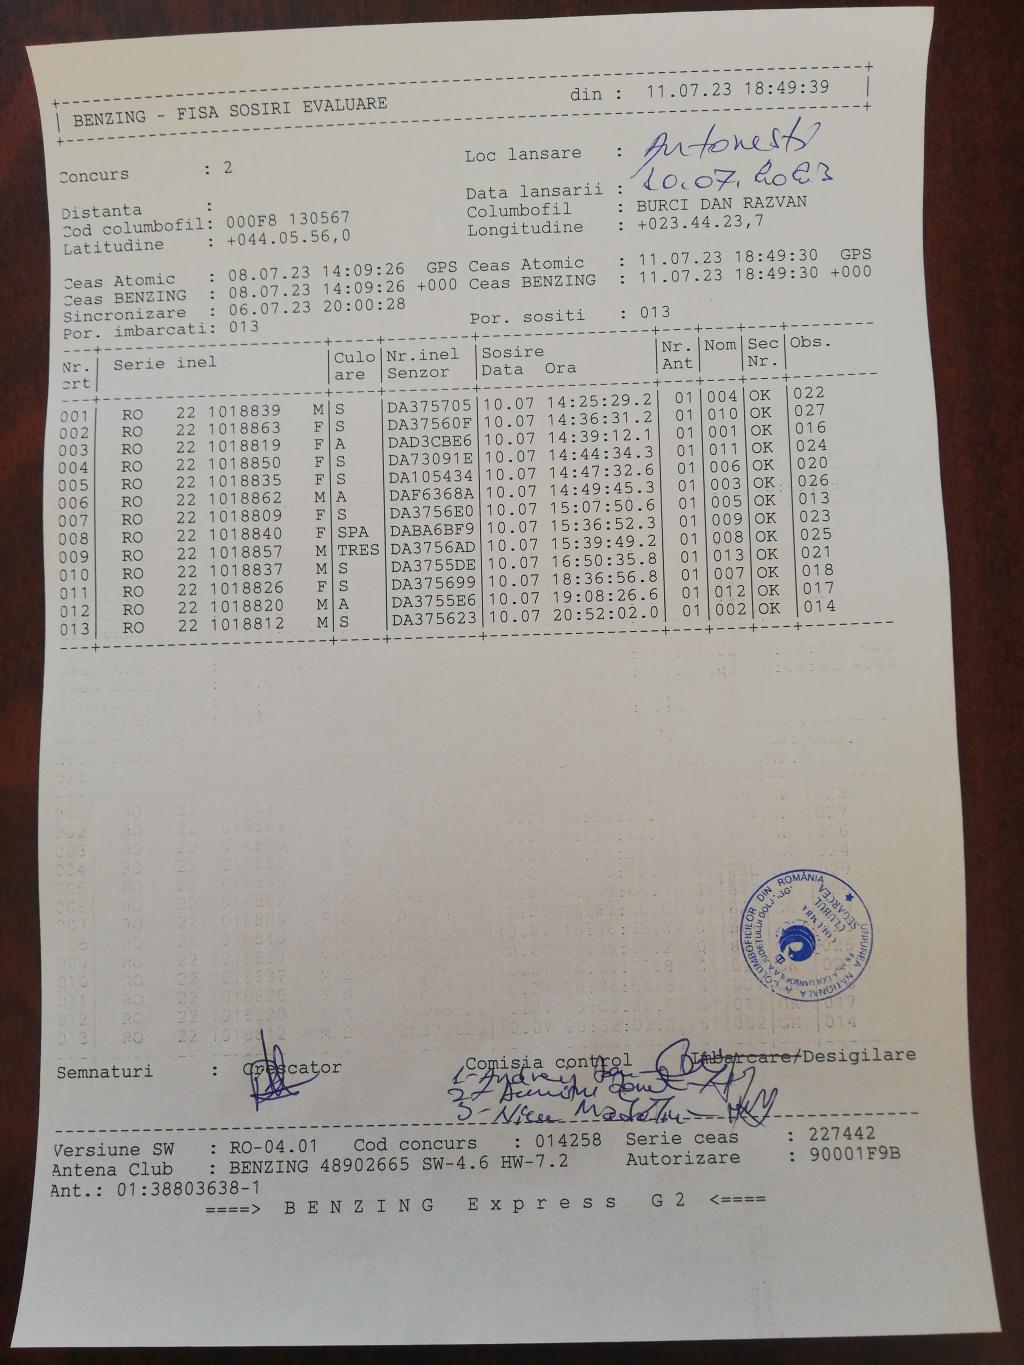 BENZING - FISA SOSIRI EVALUARE din : 11.07.23 18:49:39
Concurs : 2 Loc lansare : Antonesti
Data lansarii : 10.07.2023
Distanta : Columbofil : BURCI DAN RAZVAN
Cod columbofil: 000F8 130567 Longitudine : +023.44.23,7
Latitudine : +044.05.56,0
Ceas Atomic : 08.07.23 14:09:26 GPS Ceas Atomic : 11.07.23 18:49:30 GPS
Ceas BENZING : 08.07.23 14:09:26 +000 Ceas BENZING : 11.07.23 18:49:30 +000
Sincronizare : 06.07.23 20:00:28
Por. imbarcati: 013 Por. sositi : 013
Nr. Serie inel Culo Nr.inel Sosire Nr. Nom Sec Obs.
crt are Senzor Data Ora Ant Nr.
001 RO 22 1018839 M S DA375705 10.07 14:25:29.2 01 004 OK 022
002 RO 22 1018863 F S DA37560F 10.07 14:36:31.2 01 010 OK 027
003 RO 22 1018819 F A DAD3CBE6 10.07 14:39:12.1 01 001 OK 016
004 RO 22 1018850 F S DA73091E 10.07 14:44:34.3 01 011 OK 024
005 RO 22 1018835 F S DA105434 10.07 14:47:32.6 01 006 OK 020
006 RO 22 1018862 M A DAF6368A 10.07 14:49:45.3 01 003 OK 026
007 RO 22 1018809 F S DA3756E0 10.07 15:07:50.6 01 005 OK 013
008 RO 22 1018840 F SPA DABA6BF9 10.07 15:36:52.3 01 009 OK 023
009 RO 22 1018857 M TRES DA3756AD 10.07 15:39:49.2 01 008 OK 025
010 RO 22 1018837 M S DA3755DE 10.07 16:50:35.8 01 013 OK 021
011 RO 22 1018826 F S DA375699 10.07 18:36:56.8 01 007 OK 018
012 RO 22 1018820 M A DA3755E6 10.07 19:08:26.6 01 012 OK 017
013 RO 22 1018812 M S DA375623 10.07 20:52:02.0 01 002 OK 014
UNIUNEA NATIONALA A COLUMBOFILILOR DIN ROMÂNIA
CLUBUL
SEGARCEA
Semnaturi : Crescator Comisia control Imbarcare/Desigilare
1-Andrei
2-
3-Nicu
Versiune SW : RO-04.01 Cod concurs : 014258 Serie ceas : 227442
Antena Club : BENZING 48902665 SW-4.6 HW-7.2 Autorizare : 90001F9B
Ant.: 01:38803638-1
====> BENZING Express G2 <====